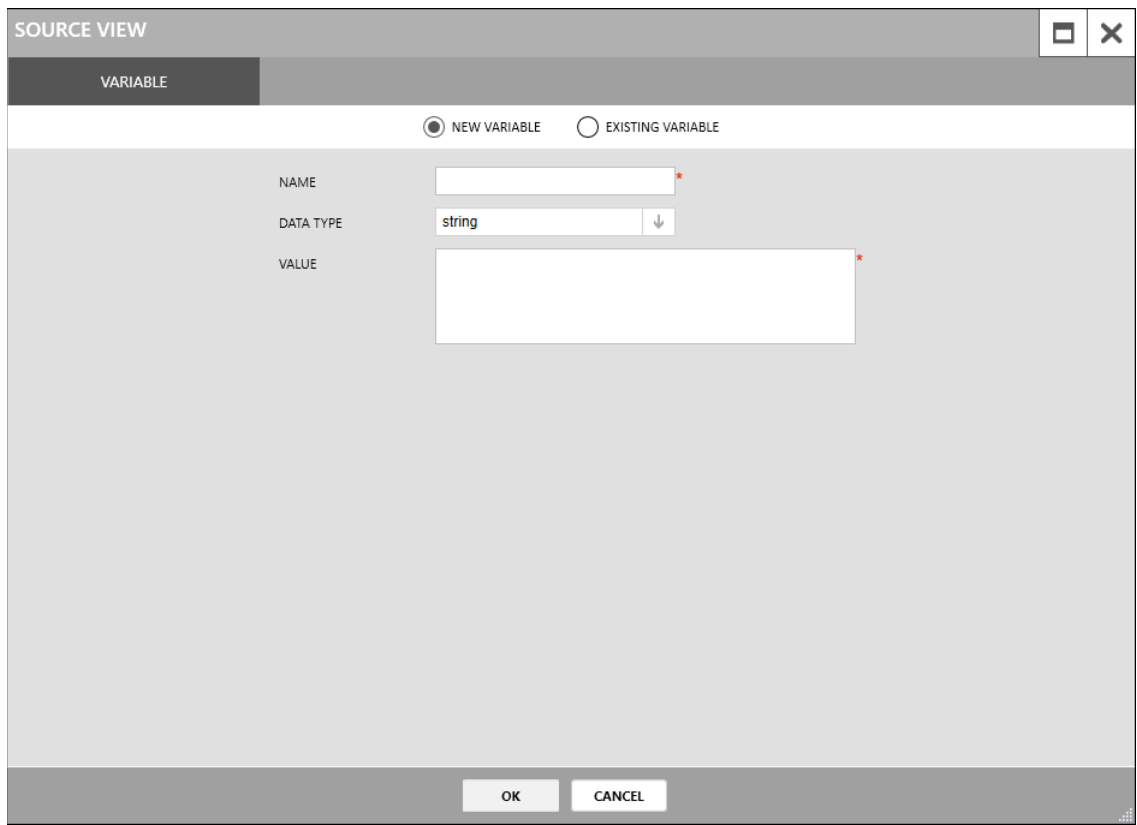 SOURCE VIEW
VARIABLE
NEW VARIABLE EXISTING VARIABLE
NAME *
DATA TYPE string
VALUE *
OK CANCEL